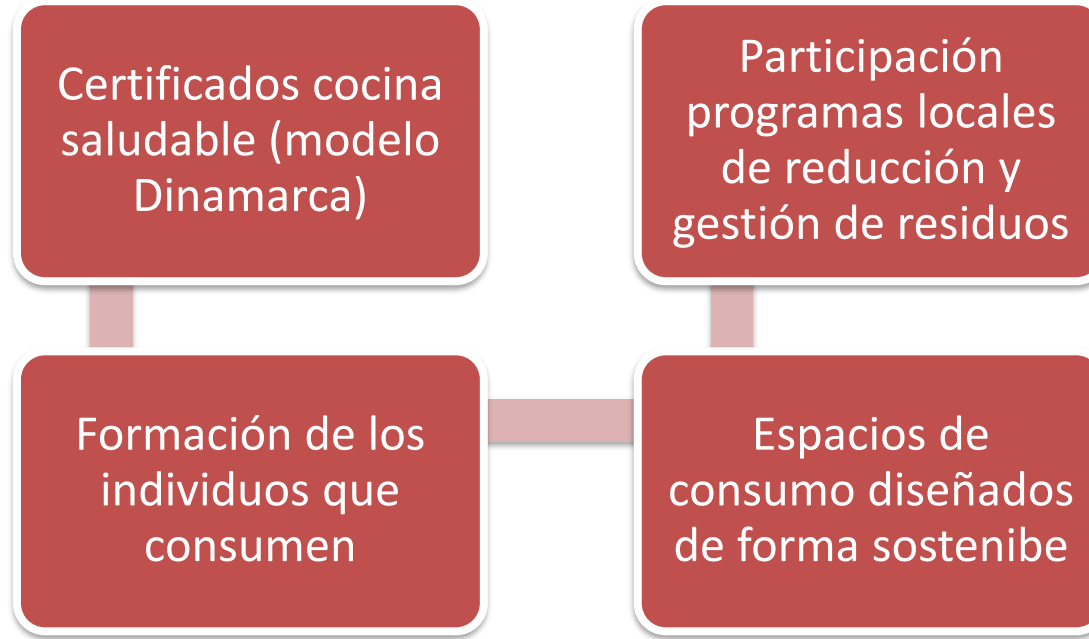 Certificados cocina
saludable (modelo
Dinamarca)
Formación de los
individuos que
consumen
Espacios de
consumo diseñados
de forma sostenibe
Participación
programas locales
de reducción y
gestión de residuos